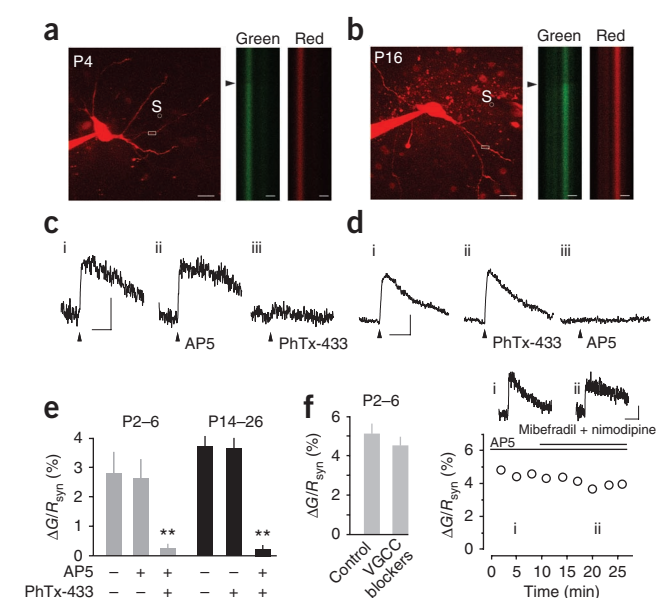 a
Green Red
P4
S
b
Green Red
P16
S
c
i ii iii
AP5
PhTx-433
d
i ii iii
PhTx-433
AP5
e
P2–6 P14–26
ΔG/Rsyn (%)
4
3
2
1
0
** **
AP5 – + + – – +
PhTx-433 – – + – + +
f
P2–6
ΔG/Rsyn (%)
6
4
2
0
Control
VGCC
blockers
i ii
Mibefradil + nimodipine
AP5
ΔG/Rsyn (%)
6
4
2
0
i ii
0 5 10 15 20 25
Time (min)